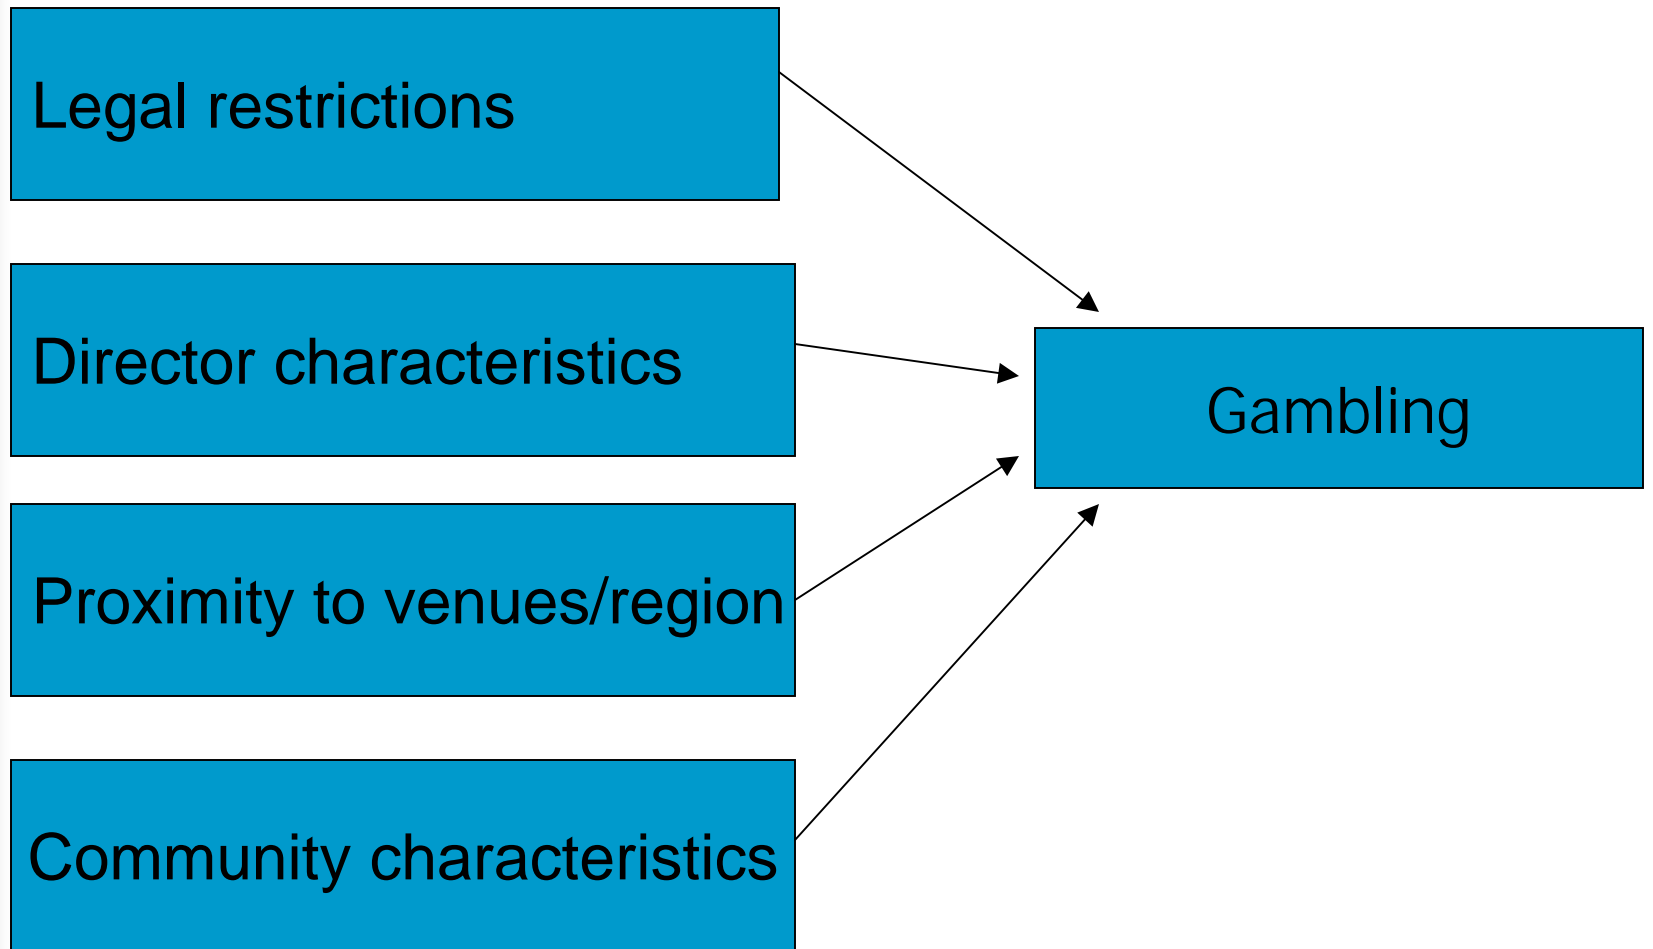 Legal restrictions
Director characteristics
Gambling
Proximity to venues/region
Community characteristics